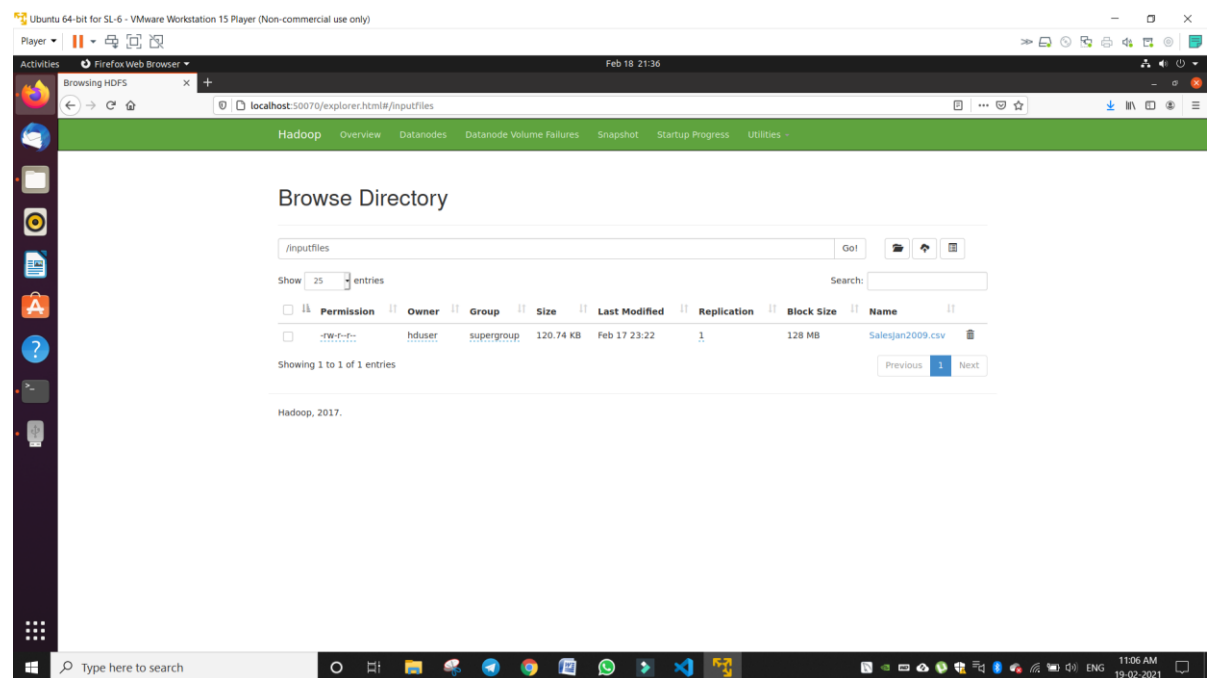 Ubuntu 64-bit for SL-6 - VMware Workstation 15 Player (Non-commercial use only)
Player
Activities Firefox Web Browser Feb 18 21:36
Browsing HDFS
localhost:50070/explorer.html#/inputfiles
Hadoop Overview Datanodes Datanode Volume Failures Snapshot Startup Progress Utilities
Browse Directory
/inputfiles Go!
Show 25 entries Search:
Permission Owner Group Size Last Modified Replication Block Size Name
-rw-r--r-- hduser supergroup 120.74 KB Feb 17 23:22 1 128 MB SalesJan2009.csv
Showing 1 to 1 of 1 entries Previous 1 Next
Hadoop, 2017.
Type here to search ENG 11:06 AM
19-02-2021